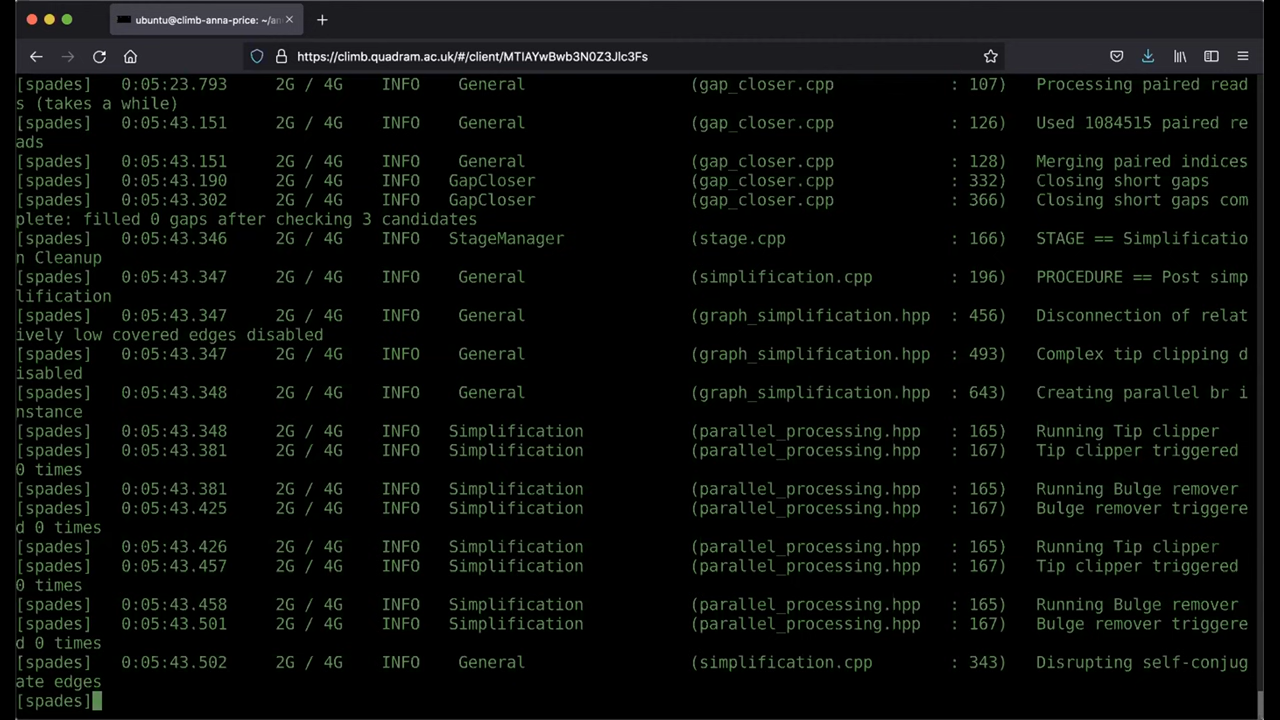 ubuntu@climb-anna-price: ~/an
https://climb.quadram.ac.uk/#/client/MTIAYwBwb3N0Z3Jlc3Fs
[spades] 0:05:23.793 2G / 4G INFO General (gap_closer.cpp : 107) Processing paired read
s (takes a while)
[spades] 0:05:43.151 2G / 4G INFO General (gap_closer.cpp : 126) Used 1084515 paired re
ads
[spades] 0:05:43.151 2G / 4G INFO General (gap_closer.cpp : 128) Merging paired indices
[spades] 0:05:43.190 2G / 4G INFO GapCloser (gap_closer.cpp : 332) Closing short gaps
[spades] 0:05:43.302 2G / 4G INFO GapCloser (gap_closer.cpp : 366) Closing short gaps com
plete: filled 0 gaps after checking 3 candidates
[spades] 0:05:43.346 2G / 4G INFO StageManager (stage.cpp : 166) STAGE == Simplificatio
n Cleanup
[spades] 0:05:43.347 2G / 4G INFO General (simplification.cpp : 196) PROCEDURE == Post simp
lification
[spades] 0:05:43.347 2G / 4G INFO General (graph_simplification.hpp : 456) Disconnection of relat
ively low covered edges disabled
[spades] 0:05:43.347 2G / 4G INFO General (graph_simplification.hpp : 493) Complex tip clipping d
isabled
[spades] 0:05:43.348 2G / 4G INFO General (graph_simplification.hpp : 643) Creating parallel br i
nstance
[spades] 0:05:43.348 2G / 4G INFO Simplification (parallel_processing.hpp : 165) Running Tip clipper
[spades] 0:05:43.381 2G / 4G INFO Simplification (parallel_processing.hpp : 167) Tip clipper triggered
0 times
[spades] 0:05:43.381 2G / 4G INFO Simplification (parallel_processing.hpp : 165) Running Bulge remover
[spades] 0:05:43.425 2G / 4G INFO Simplification (parallel_processing.hpp : 167) Bulge remover triggere
d 0 times
[spades] 0:05:43.426 2G / 4G INFO Simplification (parallel_processing.hpp : 165) Running Tip clipper
[spades] 0:05:43.457 2G / 4G INFO Simplification (parallel_processing.hpp : 167) Tip clipper triggered
0 times
[spades] 0:05:43.458 2G / 4G INFO Simplification (parallel_processing.hpp : 165) Running Bulge remover
[spades] 0:05:43.501 2G / 4G INFO Simplification (parallel_processing.hpp : 167) Bulge remover triggere
d 0 times
[spades] 0:05:43.502 2G / 4G INFO General (simplification.cpp : 343) Disrupting self-conjug
ate edges
[spades]